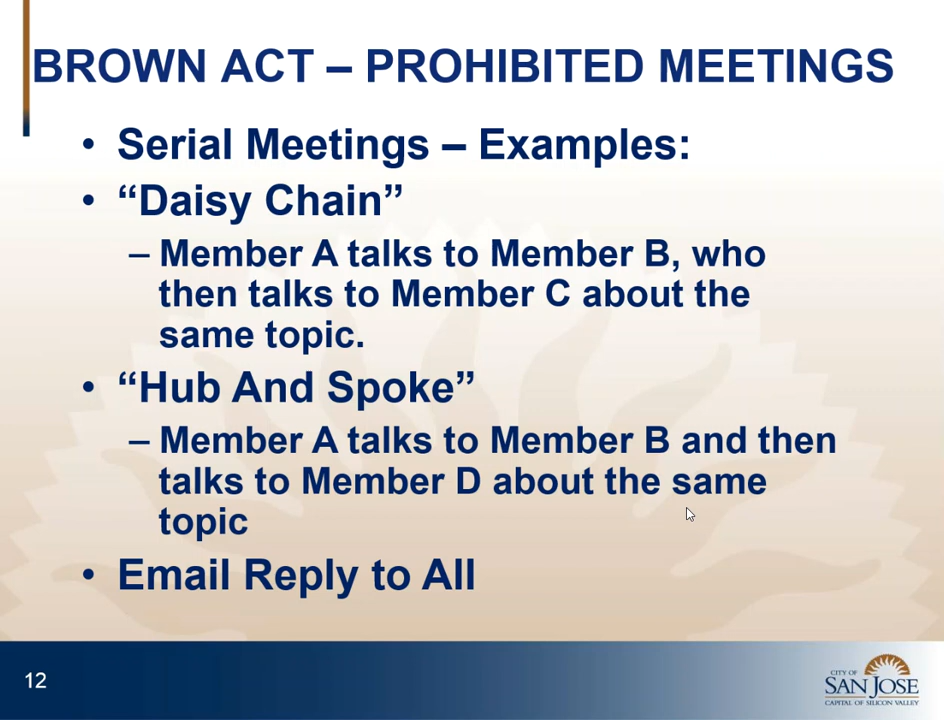 BROWN ACT – PROHIBITED MEETINGS
• Serial Meetings – Examples:
• “Daisy Chain”
– Member A talks to Member B, who
then talks to Member C about the
same topic.
• “Hub And Spoke”
– Member A talks to Member B and then
talks to Member D about the same
topic
• Email Reply to All
12
CITY OF
SAN JOSE
CAPITAL OF SILICON VALLEY